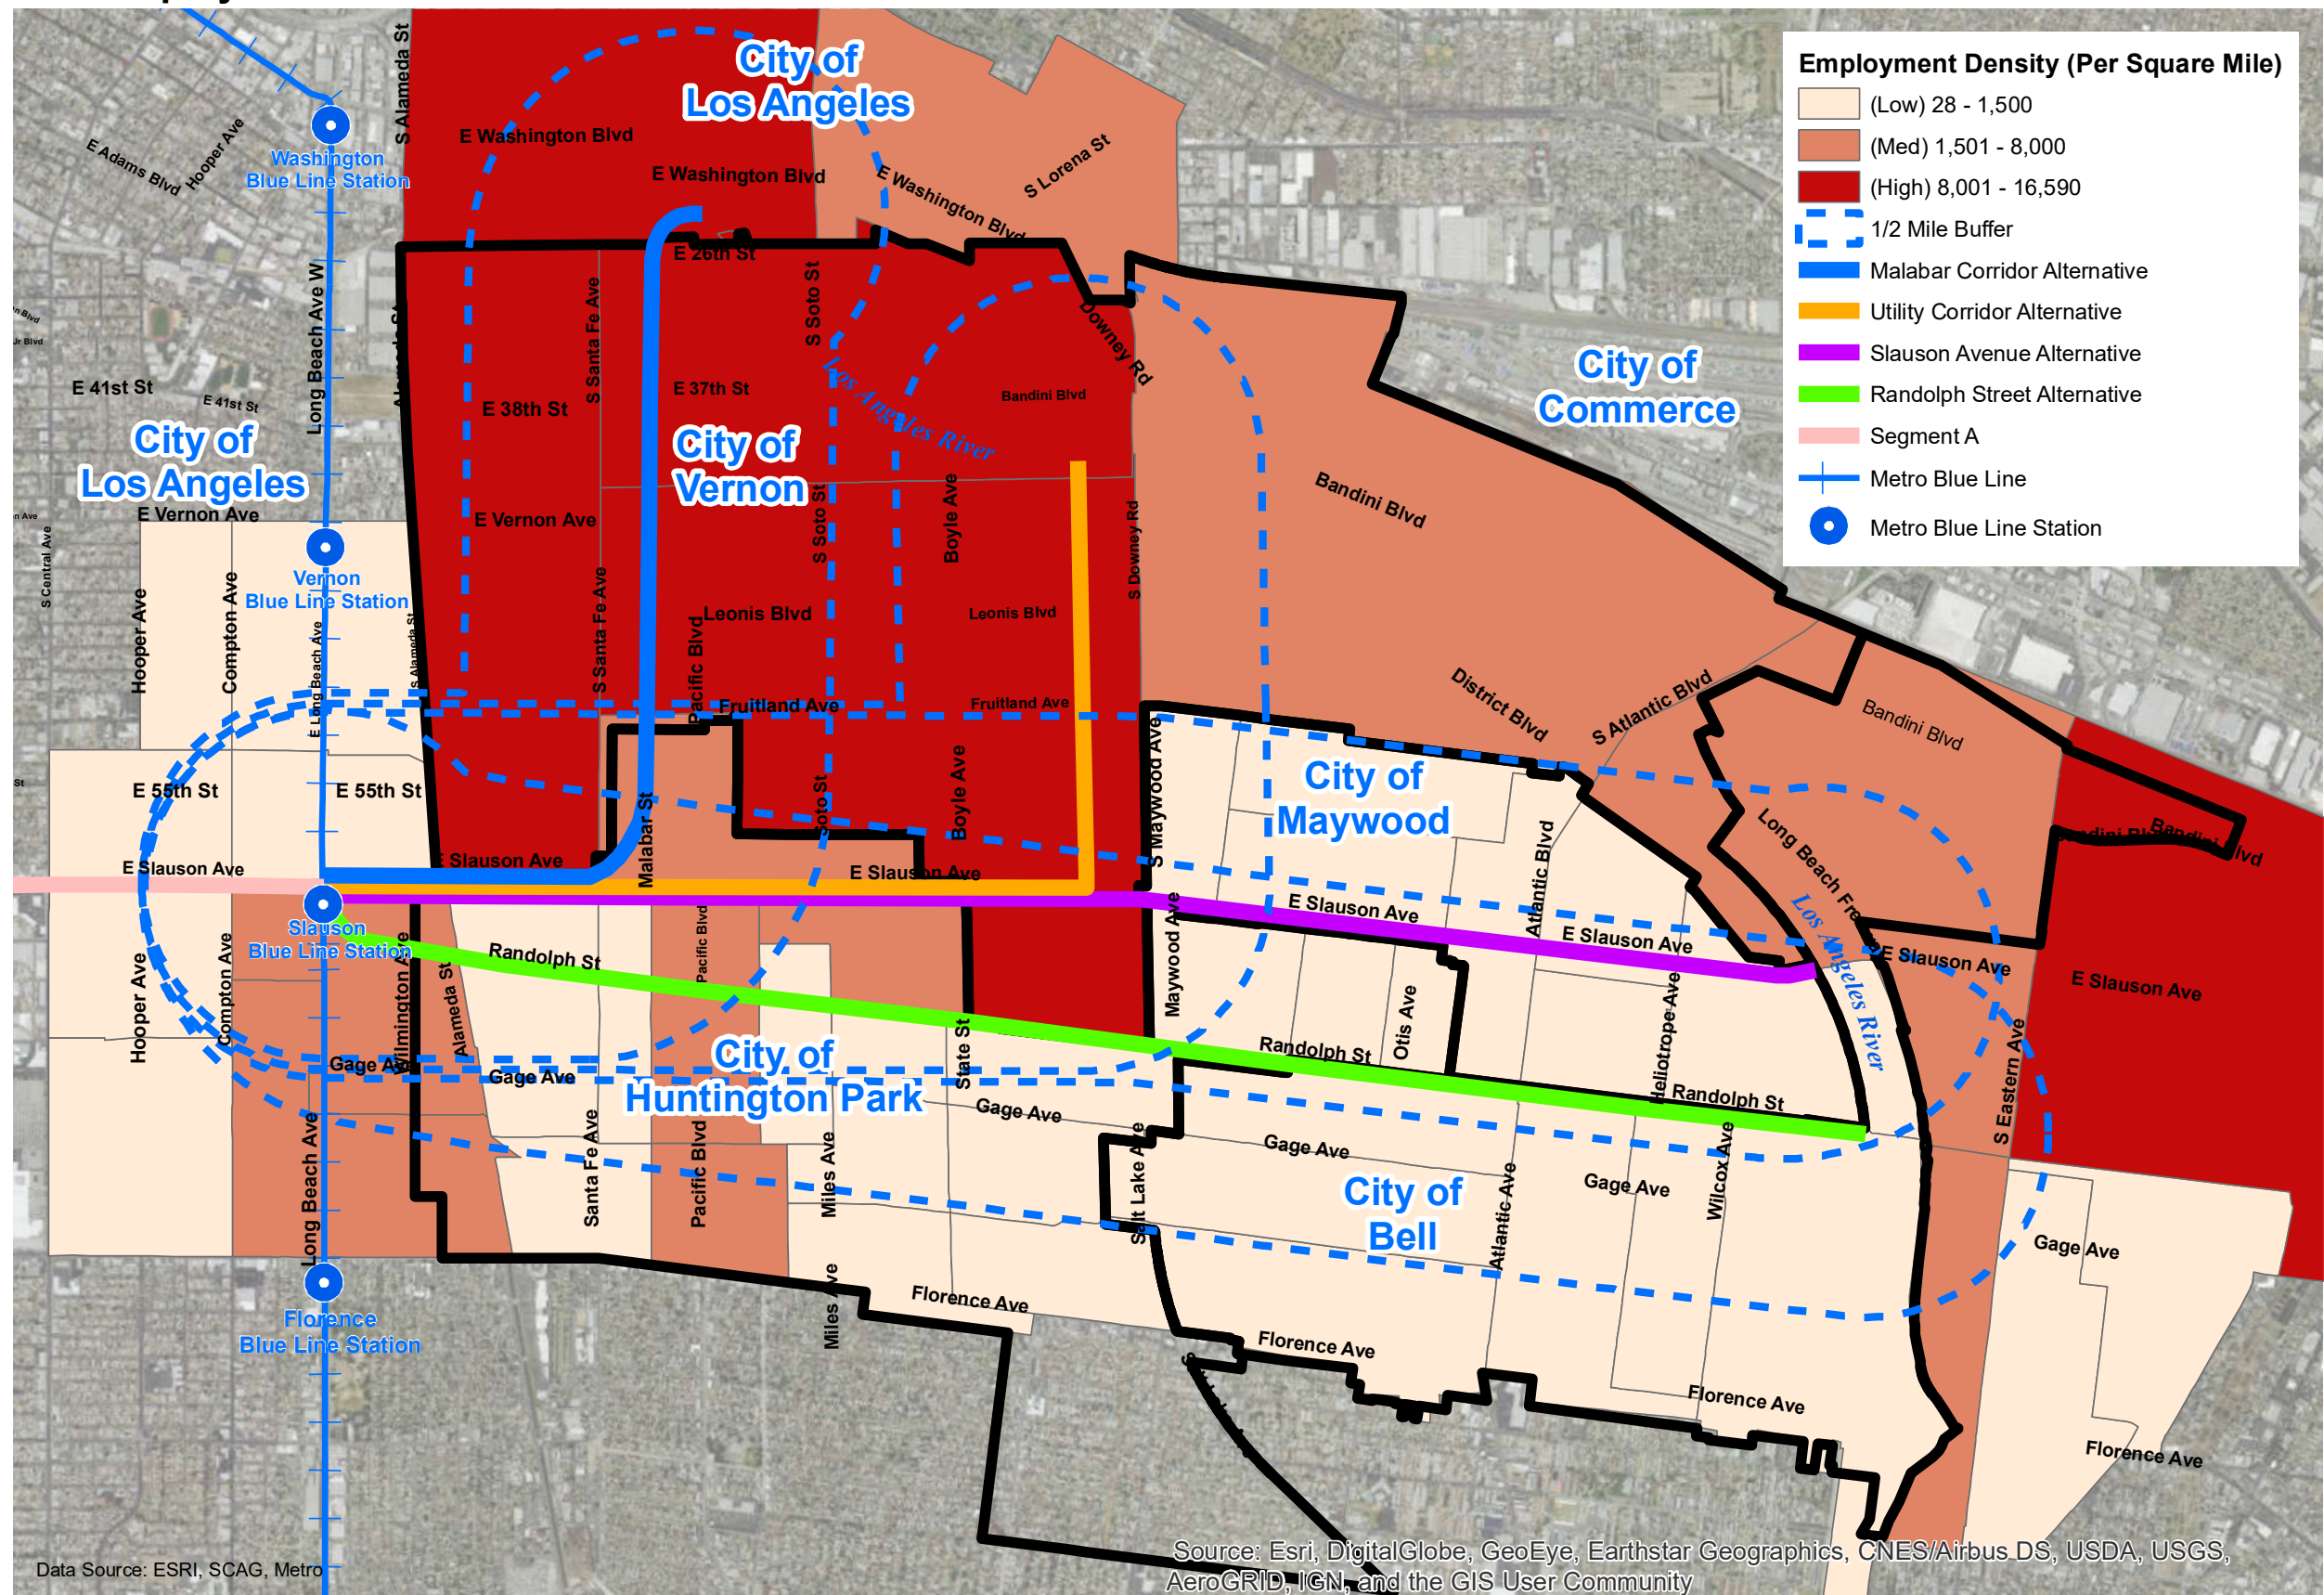 Employment Density (Per Square Mile)
(Low) 28 - 1,500
(Med) 1,501 - 8,000
(High) 8,001 - 16,590
1/2 Mile Buffer
Malabar Corridor Alternative
Utility Corridor Alternative
Slauson Avenue Alternative
Randolph Street Alternative
Segment A
Metro Blue Line
Metro Blue Line Station
City of
Los Angeles
S Alameda St
E Adams Blvd
Hooper Ave
Washington
Blue Line Station
E Washington Blvd
E Washington Blvd
E Washington Blvd
S Lorena St
E 26th St
S Santa Fe Ave
S Soto St
Long Beach Ave W
Downey Rd
E 41st St
E 41st St
E 38th St
E 37th St
Bandini Blvd
Los Angeles River
City of
Los Angeles
City of
Vernon
City of
Commerce
Bandini Blvd
E Vernon Ave
E Vernon Ave
S Central Ave
Vernon
Blue Line Station
Hooper Ave
Compton Ave
E Long Beach Ave
S Alameda St
S Santa Fe Ave
Pacific Blvd
S Soto St
Boyle Ave
S Downey Rd
Leonis Blvd
Leonis Blvd
Fruitland Ave
Fruitland Ave
District Blvd
S Atlantic Blvd
Bandini Blvd
E 55th St
E 55th St
Malabar St
Soto St
Boyle Ave
S Maywood Ave
City of
Maywood
Atlantic Blvd
Long Beach Fre
Bandini Blvd
Bandini Blvd
E Slauson Ave
E Slauson Ave
E Slauson Ave
E Slauson Ave
E Slauson Ave
E Slauson Ave
E Slauson Ave
Slauson
Blue Line Station
Hooper Ave
Compton Ave
Wilmington Ave
Alameda St
Randolph St
Pacific Blvd
Maywood Ave
Otis Ave
Heliotrope Ave
Los Angeles River
S Eastern Ave
Randolph St
Randolph St
Gage Ave
Gage Ave
City of
Huntington Park
State St
Gage Ave
Gage Ave
Gage Ave
Gage Ave
Long Beach Ave
Santa Fe Ave
Pacific Blvd
Miles Ave
Salt Lake Ave
City of
Bell
Atlantic Ave
Wilcox Ave
Florence
Blue Line Station
Miles Ave
Florence Ave
Florence Ave
Florence Ave
Florence Ave
Data Source: ESRI, SCAG, Metro
Source: Esri, DigitalGlobe, GeoEye, Earthstar Geographics, CNES/Airbus DS, USDA, USGS,
AeroGRID, IGN, and the GIS User Community